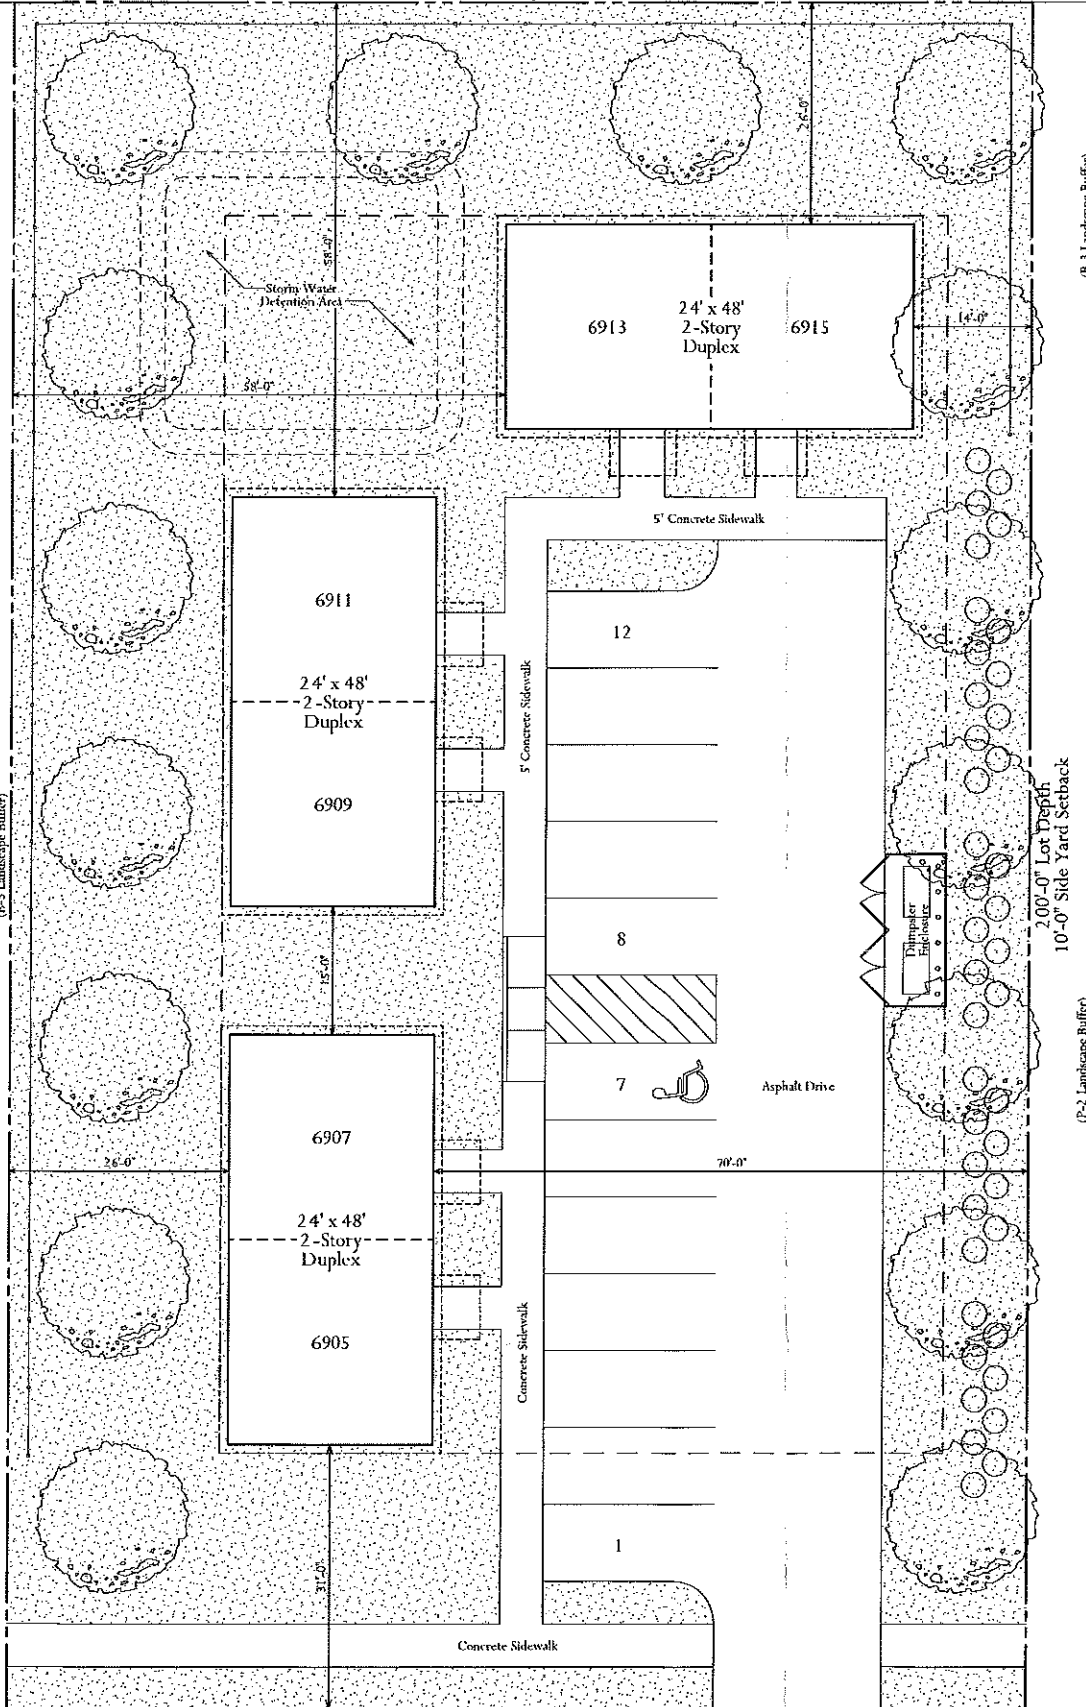 26'-0"
58'-0"
Storm Water
Detention Area
24' x 48'
2-Story
Duplex
6913
6915
14'-0"
58'-0"
5' Concrete Sidewalk
6911
12
24' x 48'
2-Story
Duplex
5' Concrete Sidewalk
6909
200'-0" Lot Depth
10'-0" Side Yard Setback
8
Dumpster
Enclosure
15'-0"
7
Asphalt Drive
(P-2 Landscape Buffer)
6907
26'-0"
70'-0"
24' x 48'
2-Story
Duplex
6905
Concrete Sidewalk
1
31'-0"
Concrete Sidewalk